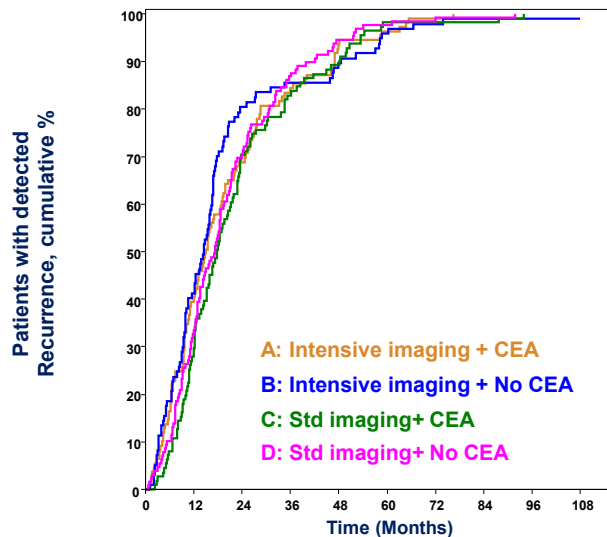 Patients with detected
Recurrence, cumulative %
100
90
80
70
60
50
40
30
20
10
0
A: Intensive imaging + CEA
B: Intensive imaging + No CEA
C: Std imaging+ CEA
D: Std imaging+ No CEA
0 12 24 36 48 60 72 84 96 108
Time (Months)